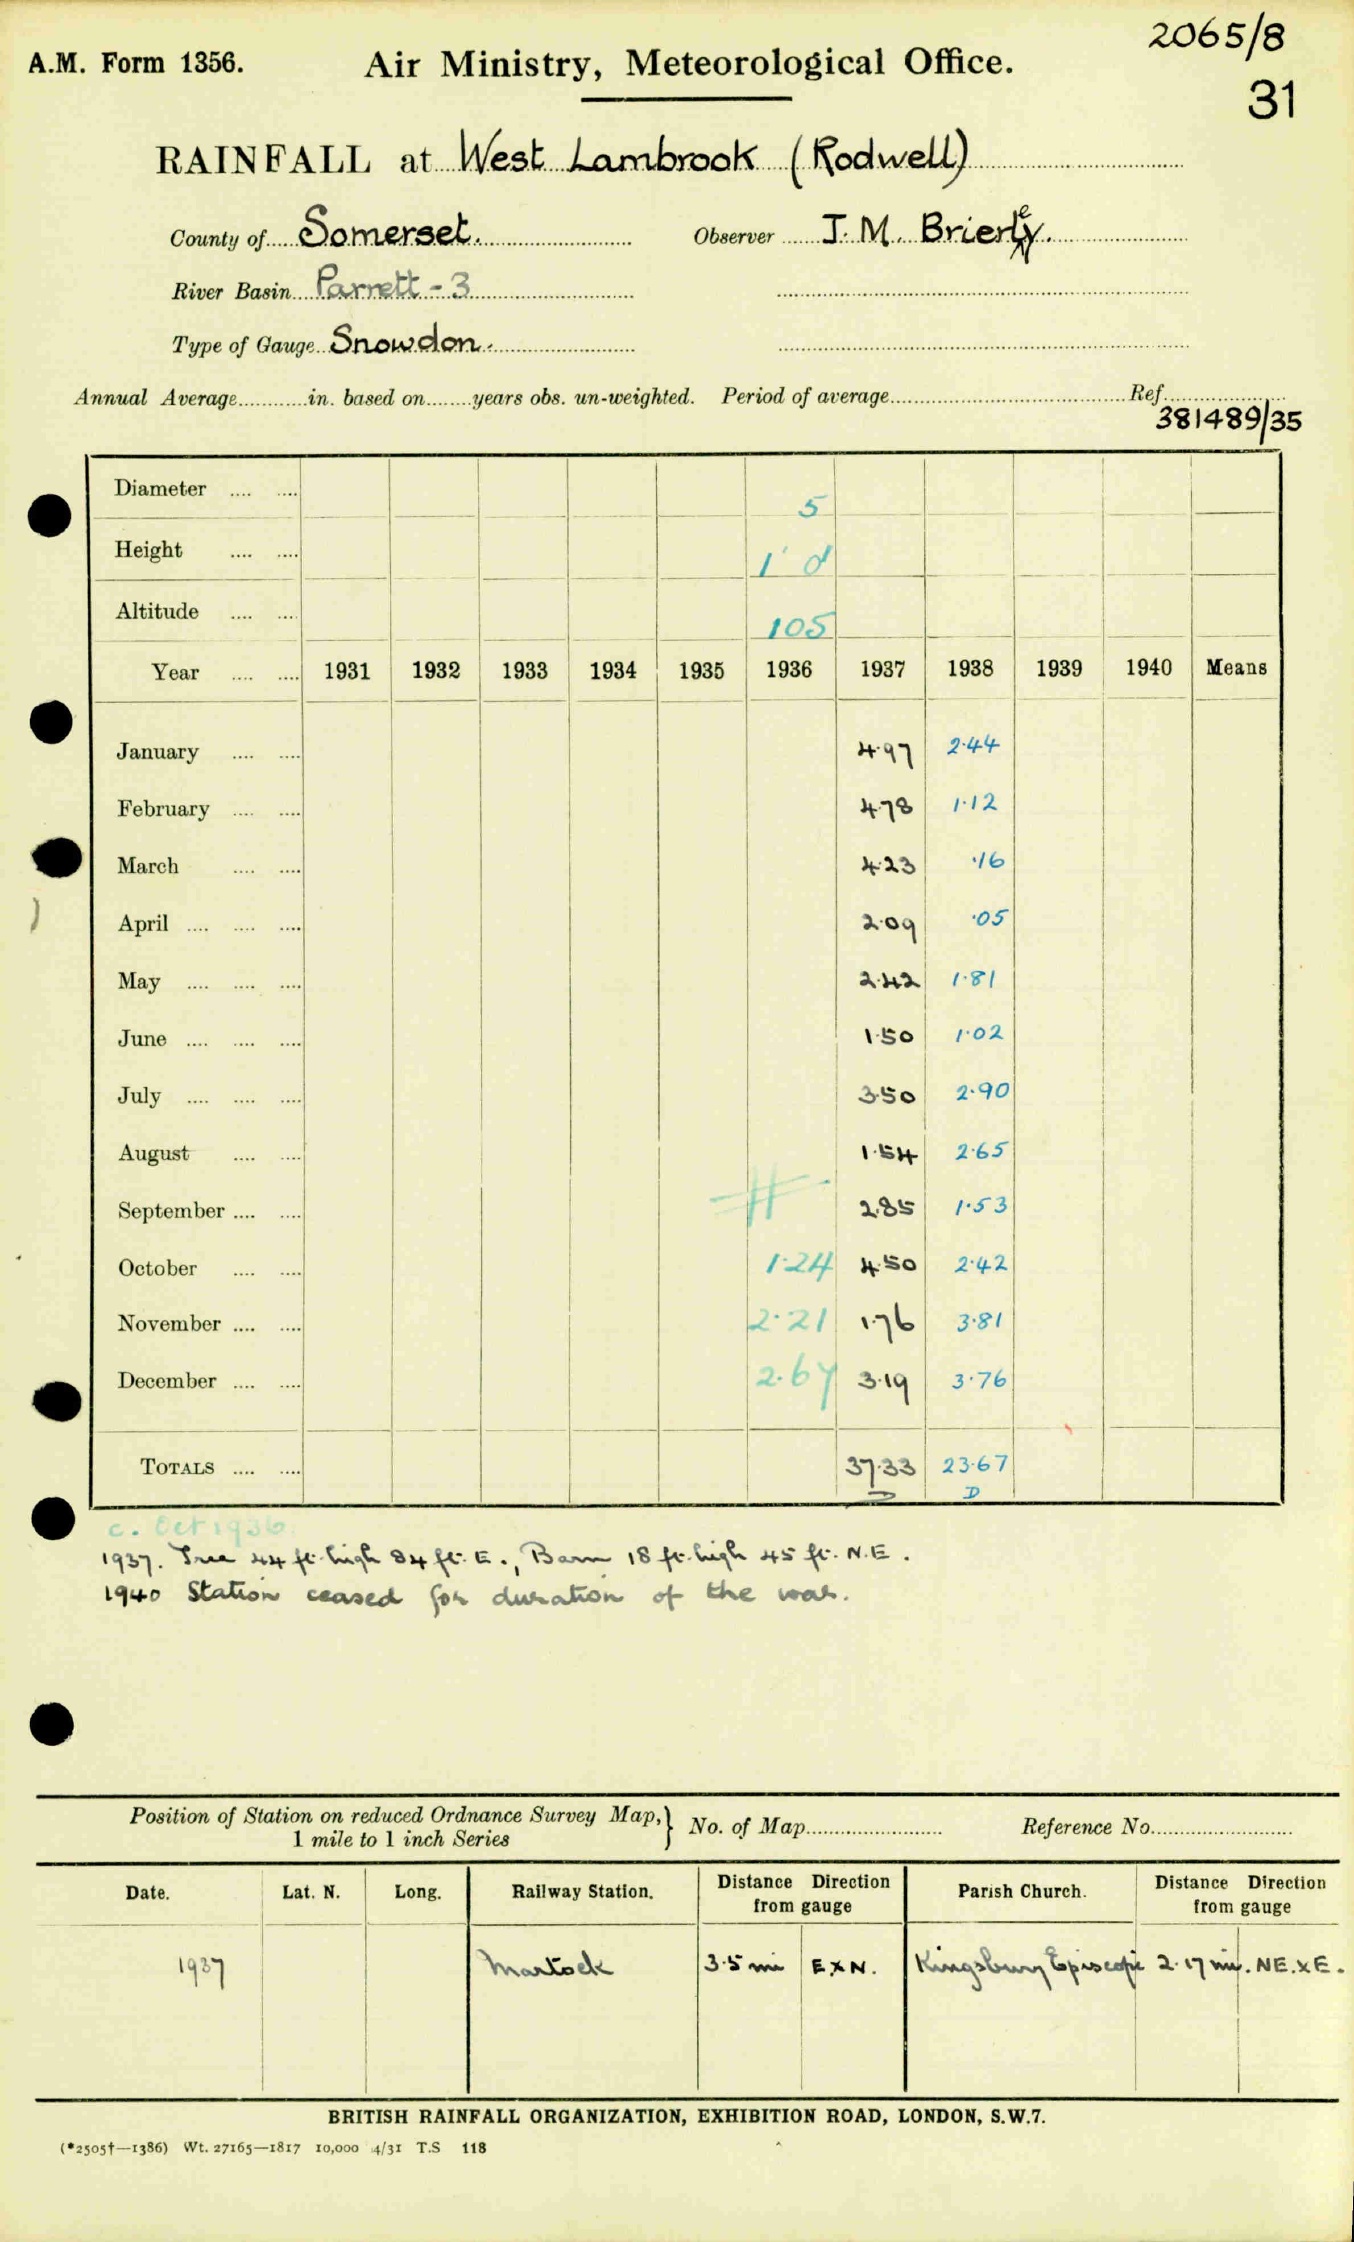 2065/8
A.M. Form 1356. Air Ministry, Meteorological Office.
31
RAINFALL at West Lambrook (Rodwell)
County of Somerset. Observer J. M. Brierley.
River Basin Parrett - 3
Type of Gauge Snowdon.
Annual Average in. based on years obs. un-weighted. Period of average Ref.
381489/35
Diameter 5
Height 1' 0"
Altitude 105
Year 1931 1932 1933 1934 1935 1936 1937 1938 1939 1940 Means
January 4.97 2.44
February 4.78 1.12
March 4.23 .16
April 2.09 .05
May 2.42 1.81
June 1.50 1.02
July 3.50 2.90
August 1.54 2.65
September 2.85 1.53
October 1.24 4.50 2.42
November 2.21 1.76 3.81
December 2.67 3.19 3.76
TOTALS 37.33 23.67
D
c. Oct 1936
1937. Tree 44 ft. high 84 ft. E., Barn 18 ft. high 45 ft. N.E.
1940 Station ceased for duration of the war.
Position of Station on reduced Ordnance Survey Map, } No. of Map Reference No.
1 mile to 1 inch Series
Date. Lat. N. Long. Railway Station. Distance Direction from gauge Parish Church. Distance Direction from gauge
1937 Martock 3.5 mi E x N. Kingsbury Episcopi 2.17 mi. NE. x E.
BRITISH RAINFALL ORGANIZATION, EXHIBITION ROAD, LONDON, S.W.7.
(*2505†—1386) Wt. 27165—1817 10,000 4/31 T.S 118